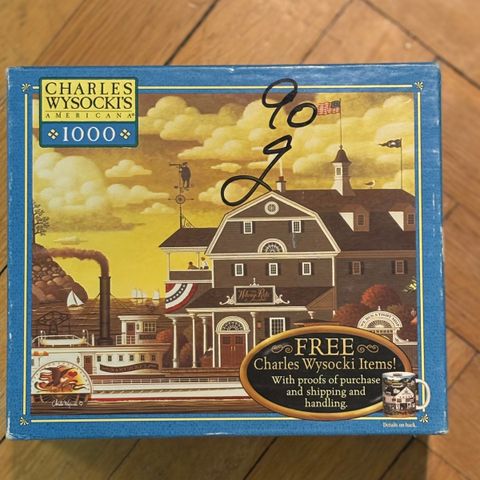 CHARLES
WYSOCKI'S
AMERICANA®
1000
90
g
FREE
Charles Wysocki Items!
With proofs of purchase
and shipping and
handling.
Details on back.